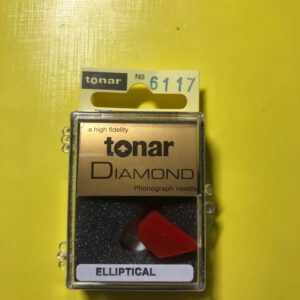 tonar No 6117
a high fidelity
tonar
DIAMOND
Phonograph needle
ELLIPTICAL